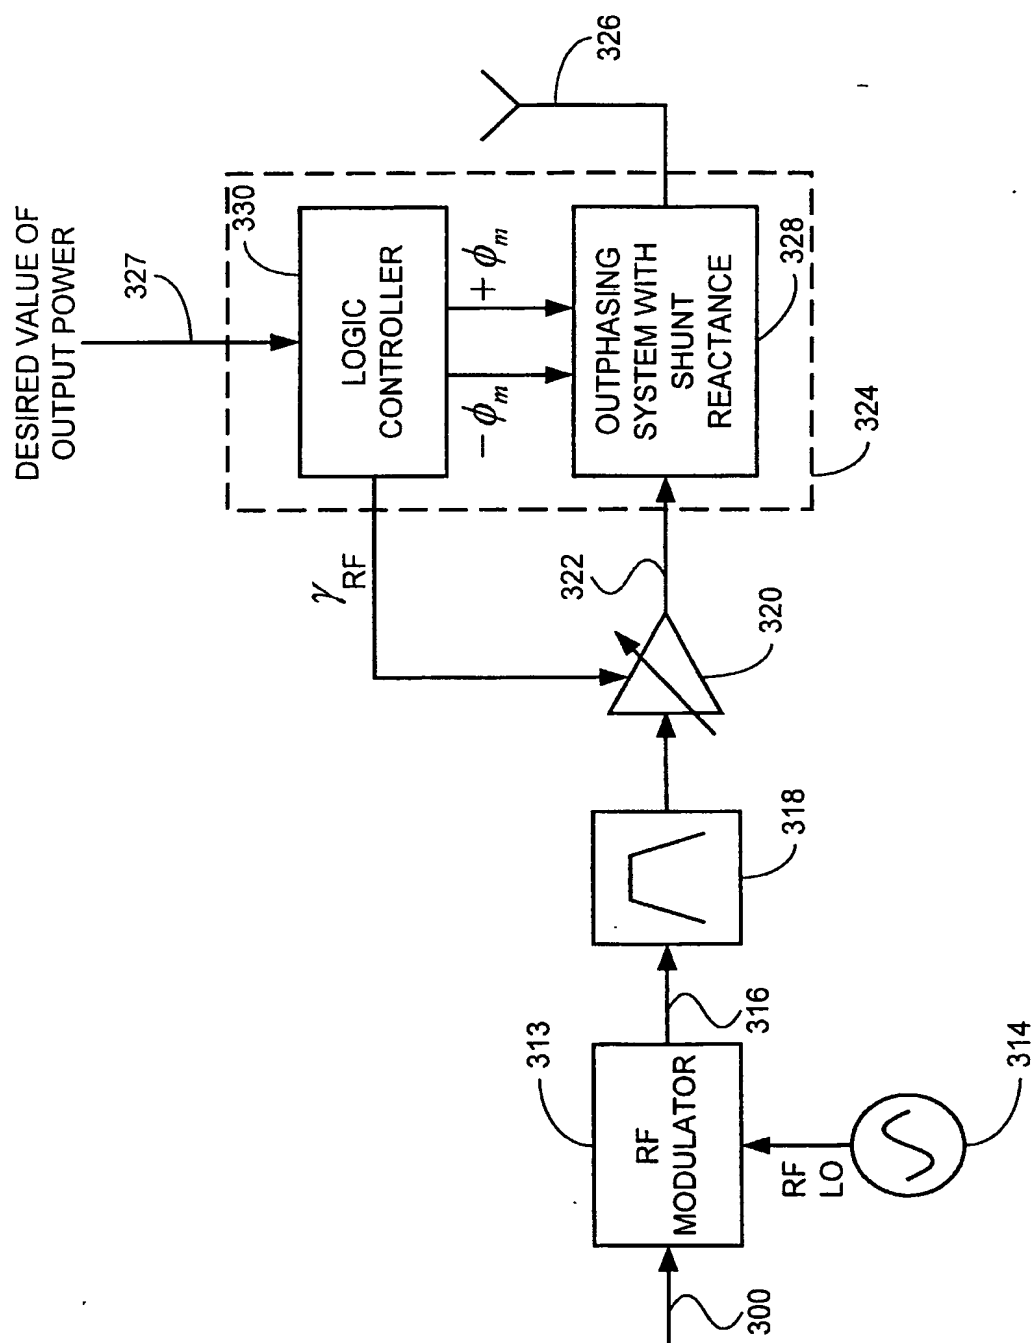 DESIRED VALUE OF
OUTPUT POWER
327
330
LOGIC
CONTROLLER
γRF
−ϕm
+ϕm
326
OUTPHASING
SYSTEM WITH
SHUNT
REACTANCE
328
324
322
320
318
316
313
RF
MODULATOR
RF
LO
314
300